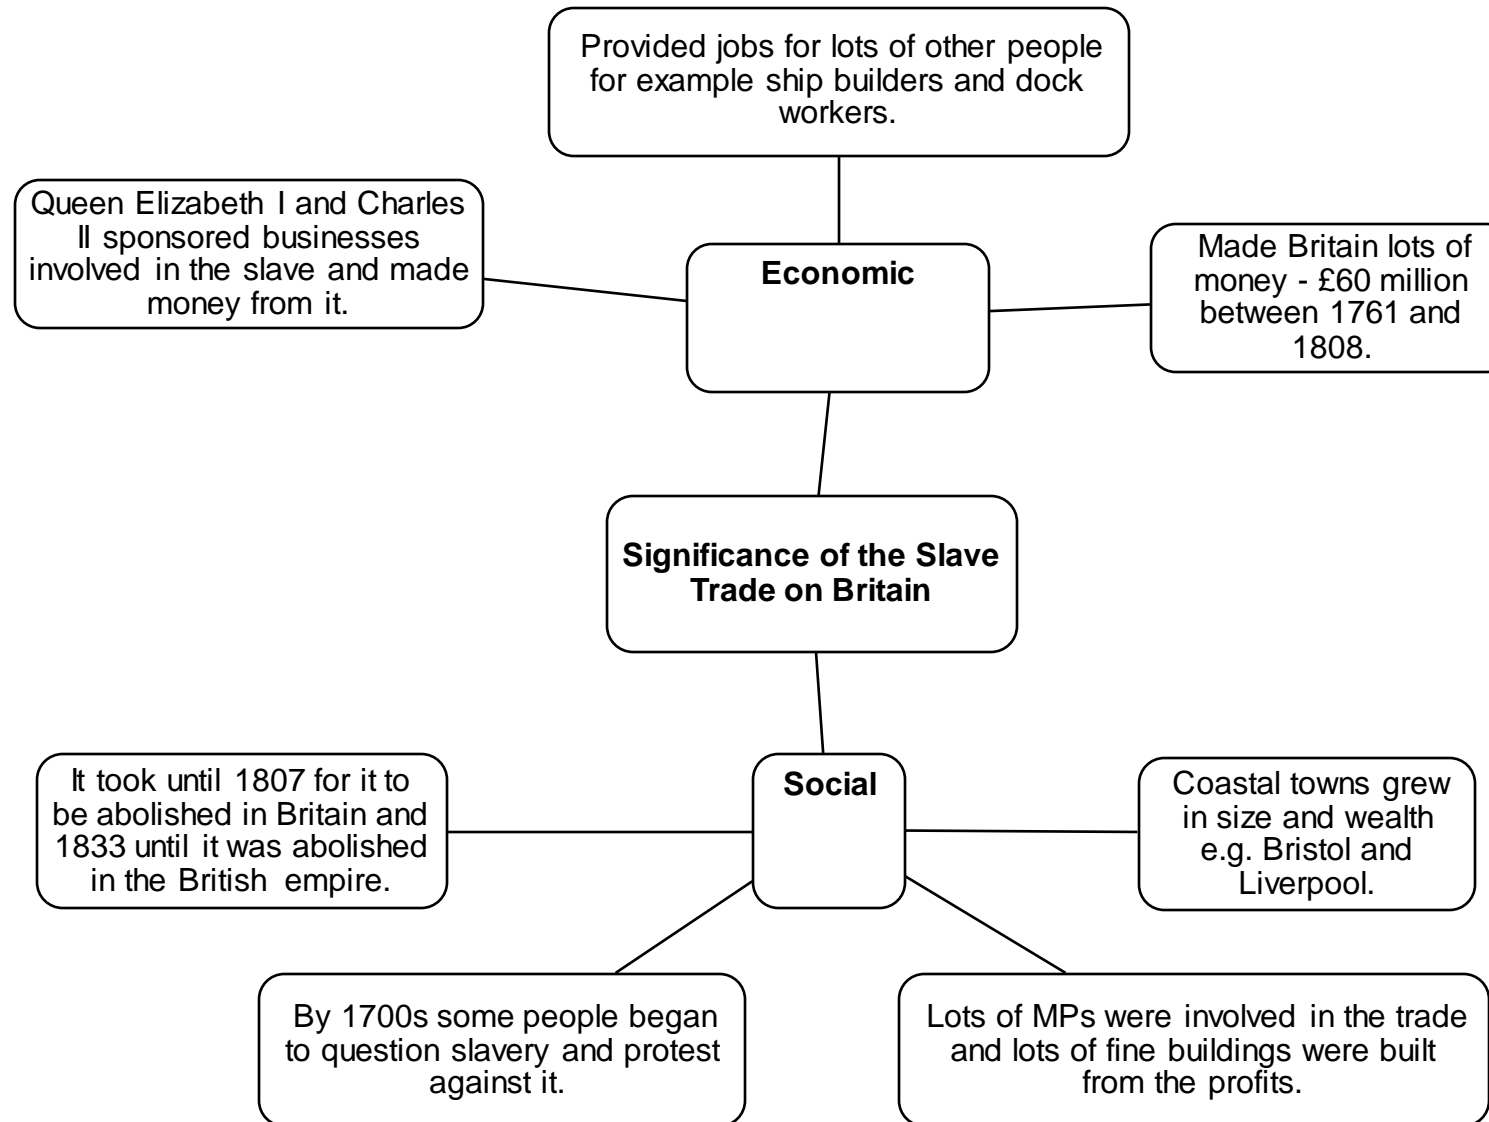 Provided jobs for lots of other people
for example ship builders and dock
workers.
Queen Elizabeth I and Charles
II sponsored businesses
involved in the slave and made
money from it.
Economic
Made Britain lots of
money - £60 million
between 1761 and
1808.
Significance of the Slave
Trade on Britain
It took until 1807 for it to
be abolished in Britain and
1833 until it was abolished
in the British empire.
Social
Coastal towns grew
in size and wealth
e.g. Bristol and
Liverpool.
By 1700s some people began
to question slavery and protest
against it.
Lots of MPs were involved in the trade
and lots of fine buildings were built
from the profits.